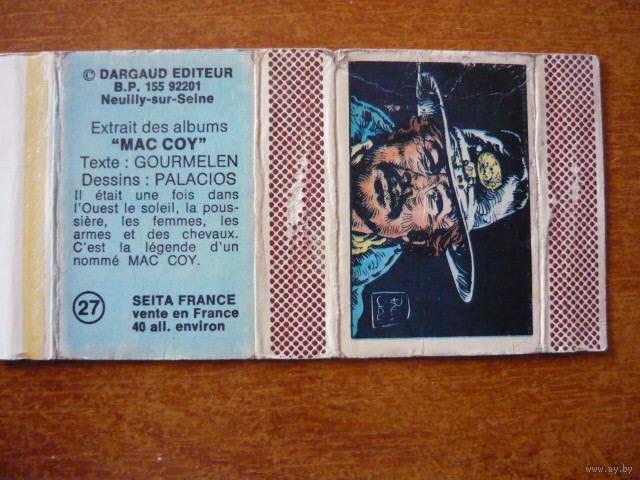 © DARGAUD EDITEUR
B.P. 155 92201
Neuilly-sur-Seine
Extrait des albums
"MAC COY"
Texte : GOURMELEN
Dessins : PALACIOS
Il était une fois dans
l'Ouest le soleil, la pous-
sière, les femmes, les
armes et des chevaux.
C'est la légende d'un
nommé MAC COY.
27
SEITA FRANCE
vente en France
40 all. environ
www.ay.by